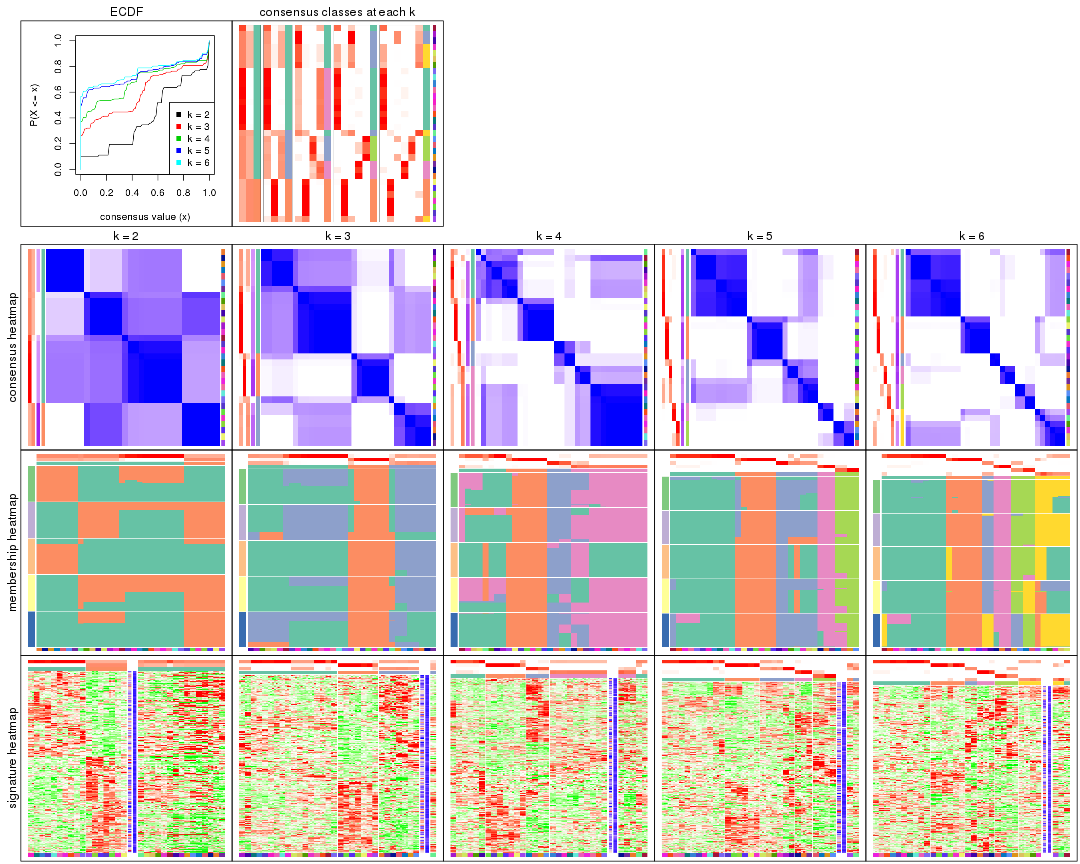 ECDF
consensus classes at each k
P(X <= x)
0.0 0.2 0.4 0.6 0.8 1.0
k = 2
k = 3
k = 4
k = 5
k = 6
0.0 0.2 0.4 0.6 0.8 1.0
consensus value (x)
k = 2
k = 3
k = 4
k = 5
k = 6
consensus heatmap
membership heatmap
signature heatmap